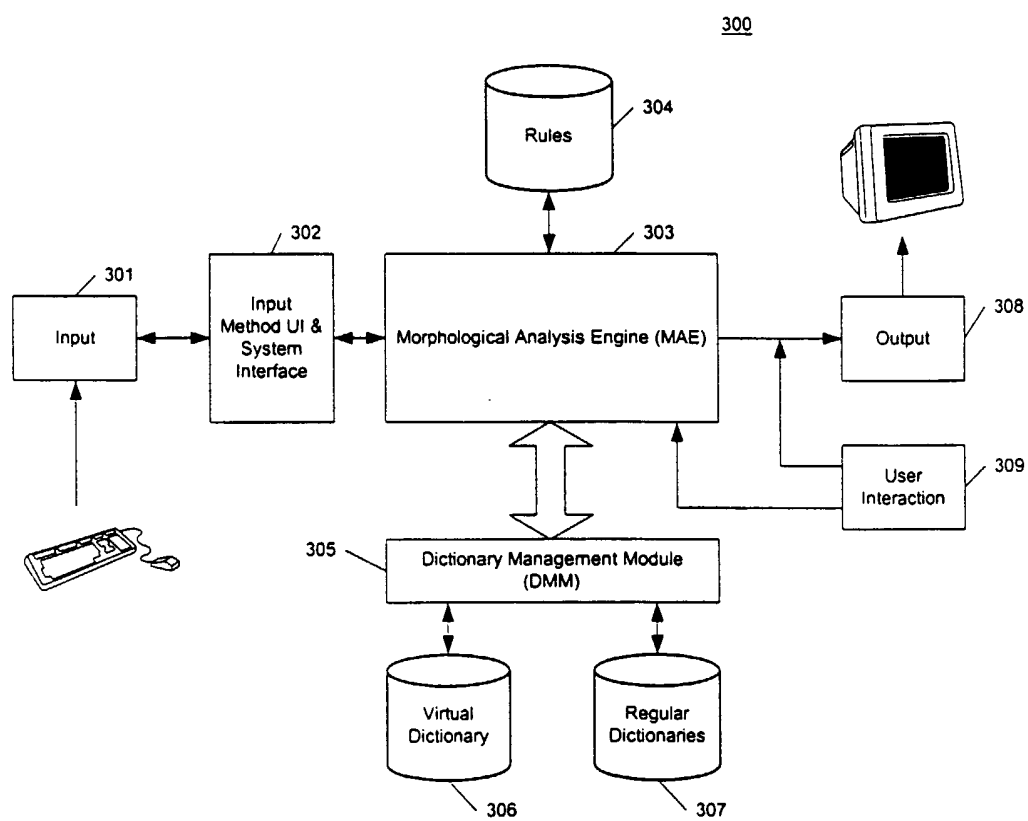 300
304
Rules
302
303
301
Input
Input
Method UI &
System
Interface
Morphological Analysis Engine (MAE)
Output
308
User
Interaction
309
305
Dictionary Management Module
(DMM)
Virtual
Dictionary
Regular
Dictionaries
306
307